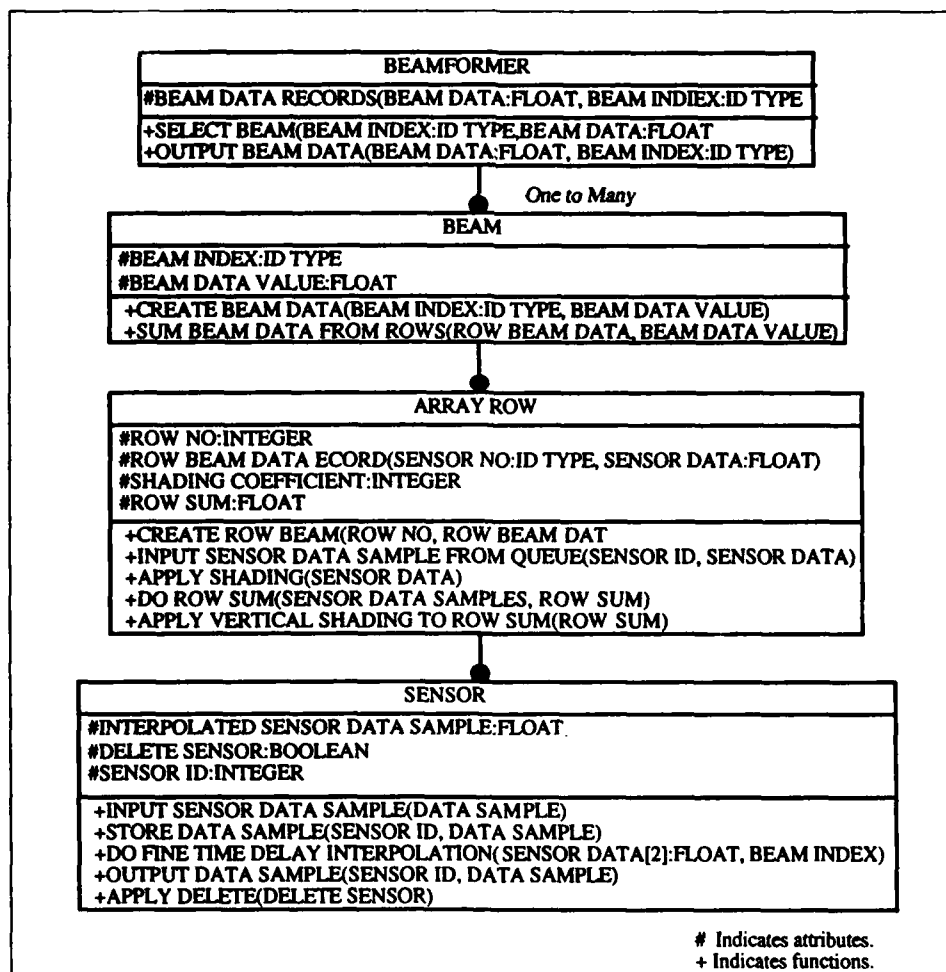 BEAMFORMER
#BEAM DATA RECORDS(BEAM DATA:FLOAT, BEAM INDIEX:ID TYPE
+SELECT BEAM(BEAM INDEX:ID TYPE,BEAM DATA:FLOAT
+OUTPUT BEAM DATA(BEAM DATA:FLOAT, BEAM INDEX:ID TYPE)
One to Many
BEAM
#BEAM INDEX:ID TYPE
#BEAM DATA VALUE:FLOAT
+CREATE BEAM DATA(BEAM INDEX:ID TYPE, BEAM DATA VALUE)
+SUM BEAM DATA FROM ROWS(ROW BEAM DATA, BEAM DATA VALUE)
ARRAY ROW
#ROW NO:INTEGER
#ROW BEAM DATA ECORD(SENSOR NO:ID TYPE, SENSOR DATA:FLOAT)
#SHADING COEFFICIENT:INTEGER
#ROW SUM:FLOAT
+CREATE ROW BEAM(ROW NO, ROW BEAM DAT
+INPUT SENSOR DATA SAMPLE FROM QUEUE(SENSOR ID, SENSOR DATA)
+APPLY SHADING(SENSOR DATA)
+DO ROW SUM(SENSOR DATA SAMPLES, ROW SUM)
+APPLY VERTICAL SHADING TO ROW SUM(ROW SUM)
SENSOR
#INTERPOLATED SENSOR DATA SAMPLE:FLOAT
#DELETE SENSOR:BOOLEAN
#SENSOR ID:INTEGER
+INPUT SENSOR DATA SAMPLE(DATA SAMPLE)
+STORE DATA SAMPLE(SENSOR ID, DATA SAMPLE)
+DO FINE TIME DELAY INTERPOLATION(SENSOR DATA[2]:FLOAT, BEAM INDEX)
+OUTPUT DATA SAMPLE(SENSOR ID, DATA SAMPLE)
+APPLY DELETE(DELETE SENSOR)
# Indicates attributes.
+ Indicates functions.